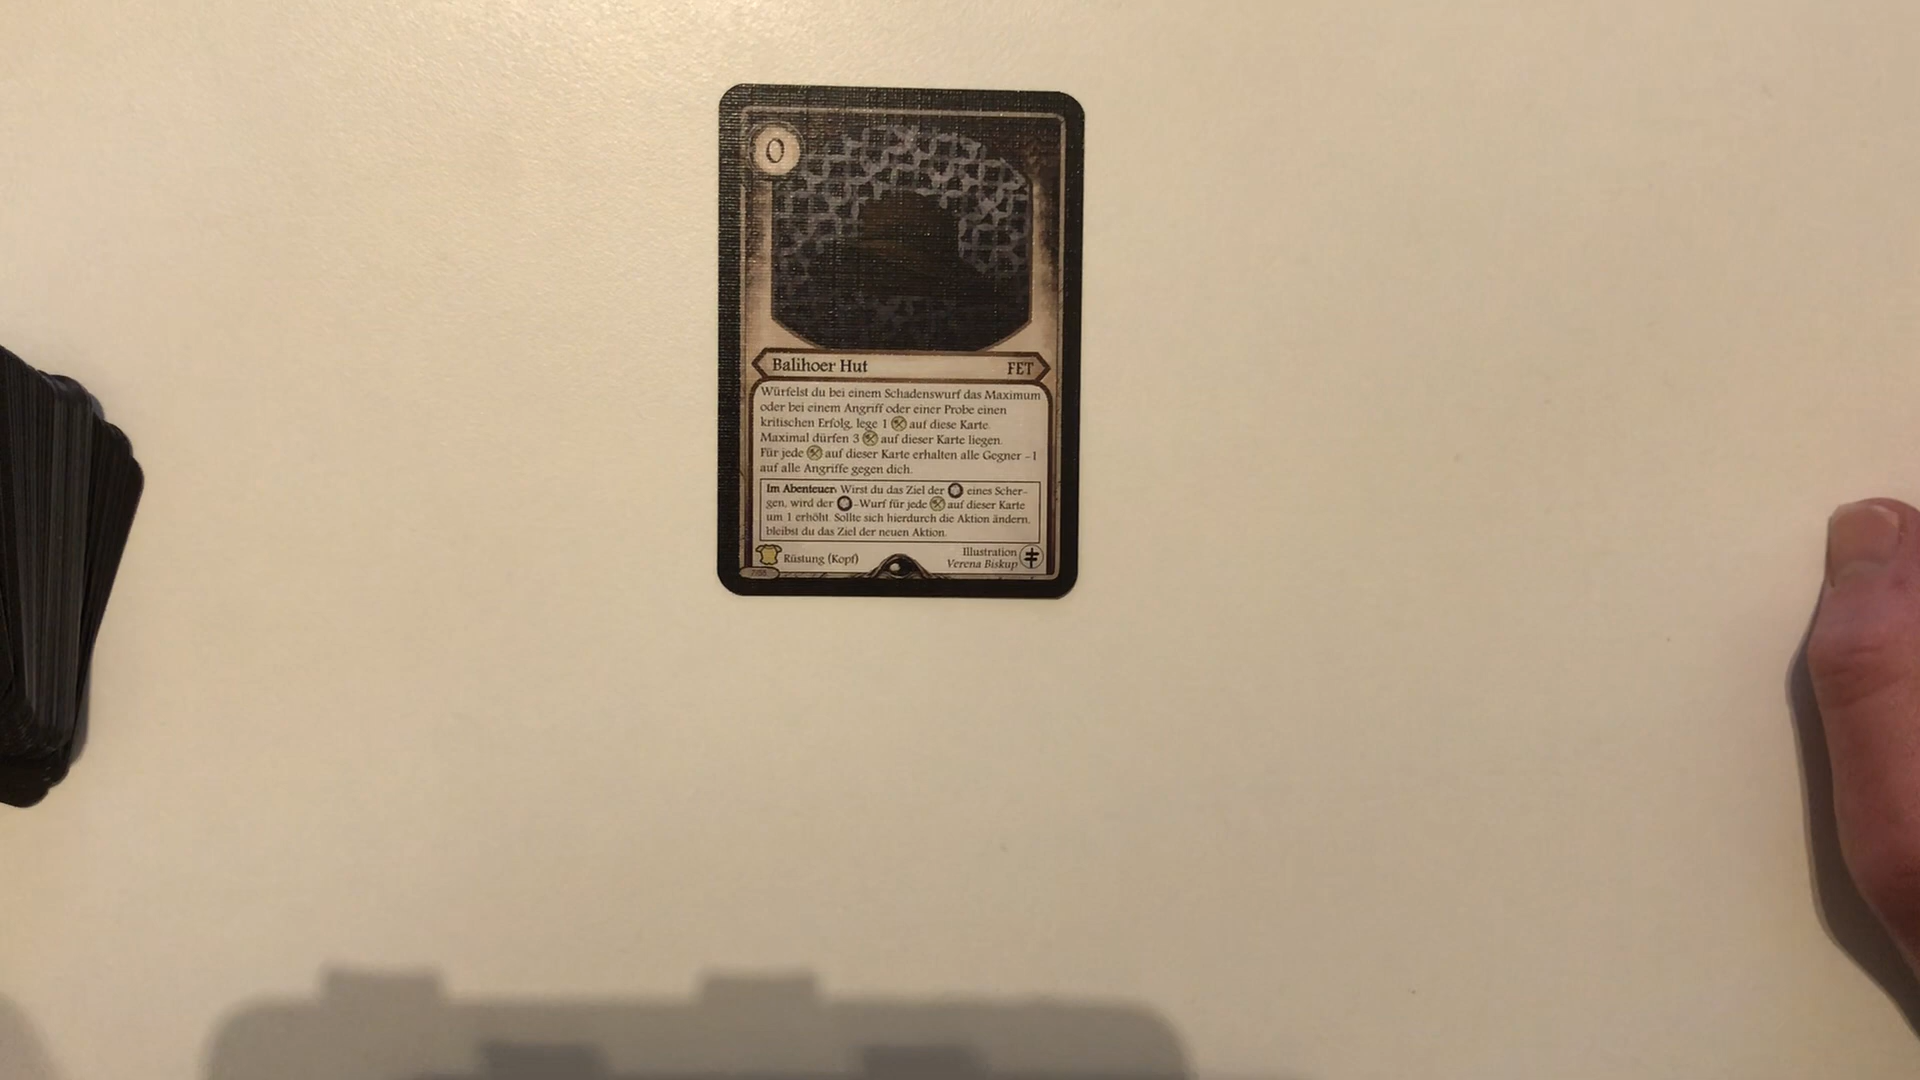 0
Balihoer Hut FET
Würfelst du bei einem Schadenswurf das Maximum
oder bei einem Angriff oder einer Probe einen
kritischen Erfolg, lege 1 auf diese Karte.
Maximal dürfen 3 auf dieser Karte liegen.
Für jede auf dieser Karte erhalten alle Gegner -1
auf alle Angriffe gegen dich.
Im Abenteuer: Wirst du das Ziel der eines Scher-
gen, wird der -Wurf für jede auf dieser Karte
um 1 erhöht. Sollte sich hierdurch die Aktion ändern,
bleibst du das Ziel der neuen Aktion.
Rüstung (Kopf)
Illustration
Verena Biskup